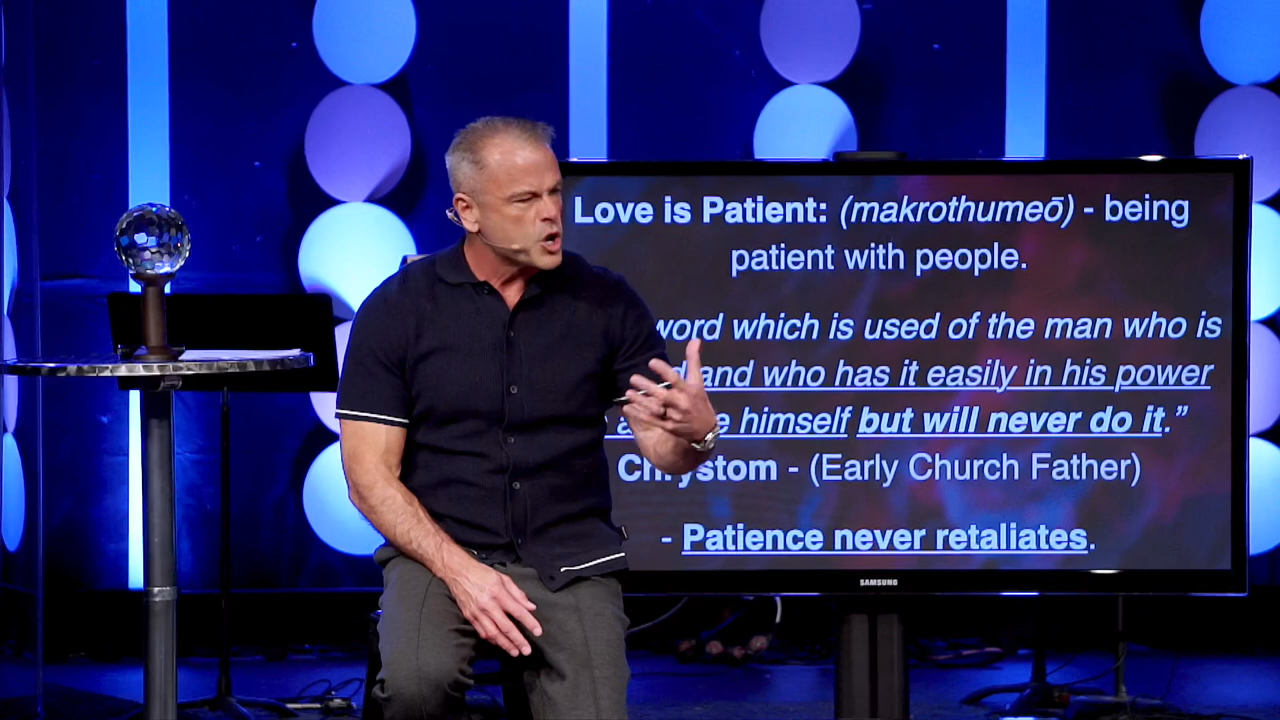 Love is Patient: (makrothumeō) - being
patient with people.
word which is used of the man who is
and who has it easily in his power
himself but will never do it.”
Chrystom - (Early Church Father)
- Patience never retaliates.
SAMSUNG